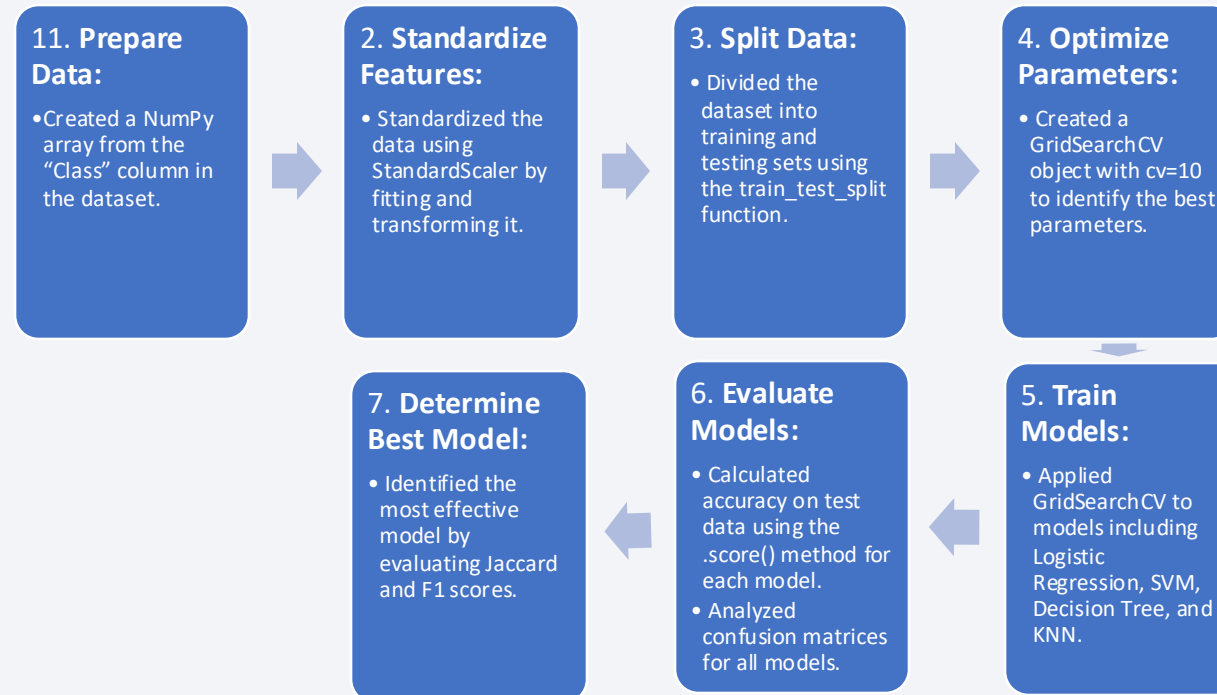 11. Prepare
Data:
•Created a NumPy
array from the
“Class” column in
the dataset.
2. Standardize
Features:
• Standardized the
data using
StandardScaler by
fitting and
transforming it.
3. Split Data:
• Divided the
dataset into
training and
testing sets using
the train_test_split
function.
4. Optimize
Parameters:
• Created a
GridSearchCV
object with cv=10
to identify the best
parameters.
5. Train
Models:
• Applied
GridSearchCV to
models including
Logistic
Regression, SVM,
Decision Tree, and
KNN.
6. Evaluate
Models:
• Calculated
accuracy on test
data using the
.score() method for
each model.
• Analyzed
confusion matrices
for all models.
7. Determine
Best Model:
• Identified the
most effective
model by
evaluating Jaccard
and F1 scores.